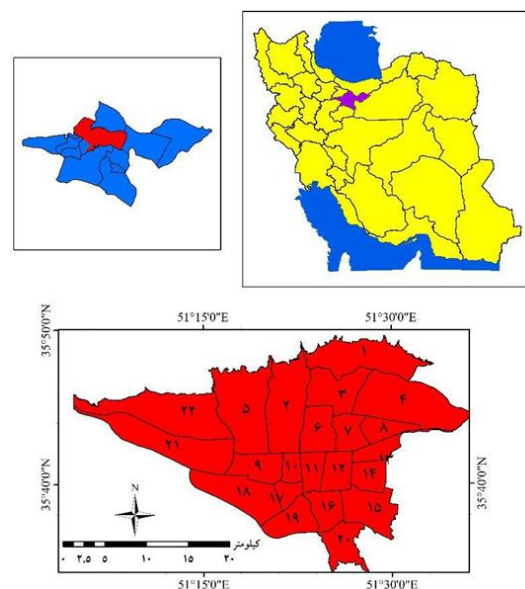 51°15'0"E
51°30'0"E
35°50'0"N
35°40'0"N
35°40'0"N
۱
۲
۳
۴
۵
۲۲
۶
۷
۸
۲۱
۹
۱۰
۱۱
۱۲
۱۳
۱۴
۱۸
۱۷
۱۶
۱۵
۱۹
۲۰
N
کیلومتر
۰ ۲.۵ ۵ ۱۰ ۱۵ ۲۰
51°15'0"E
51°30'0"E